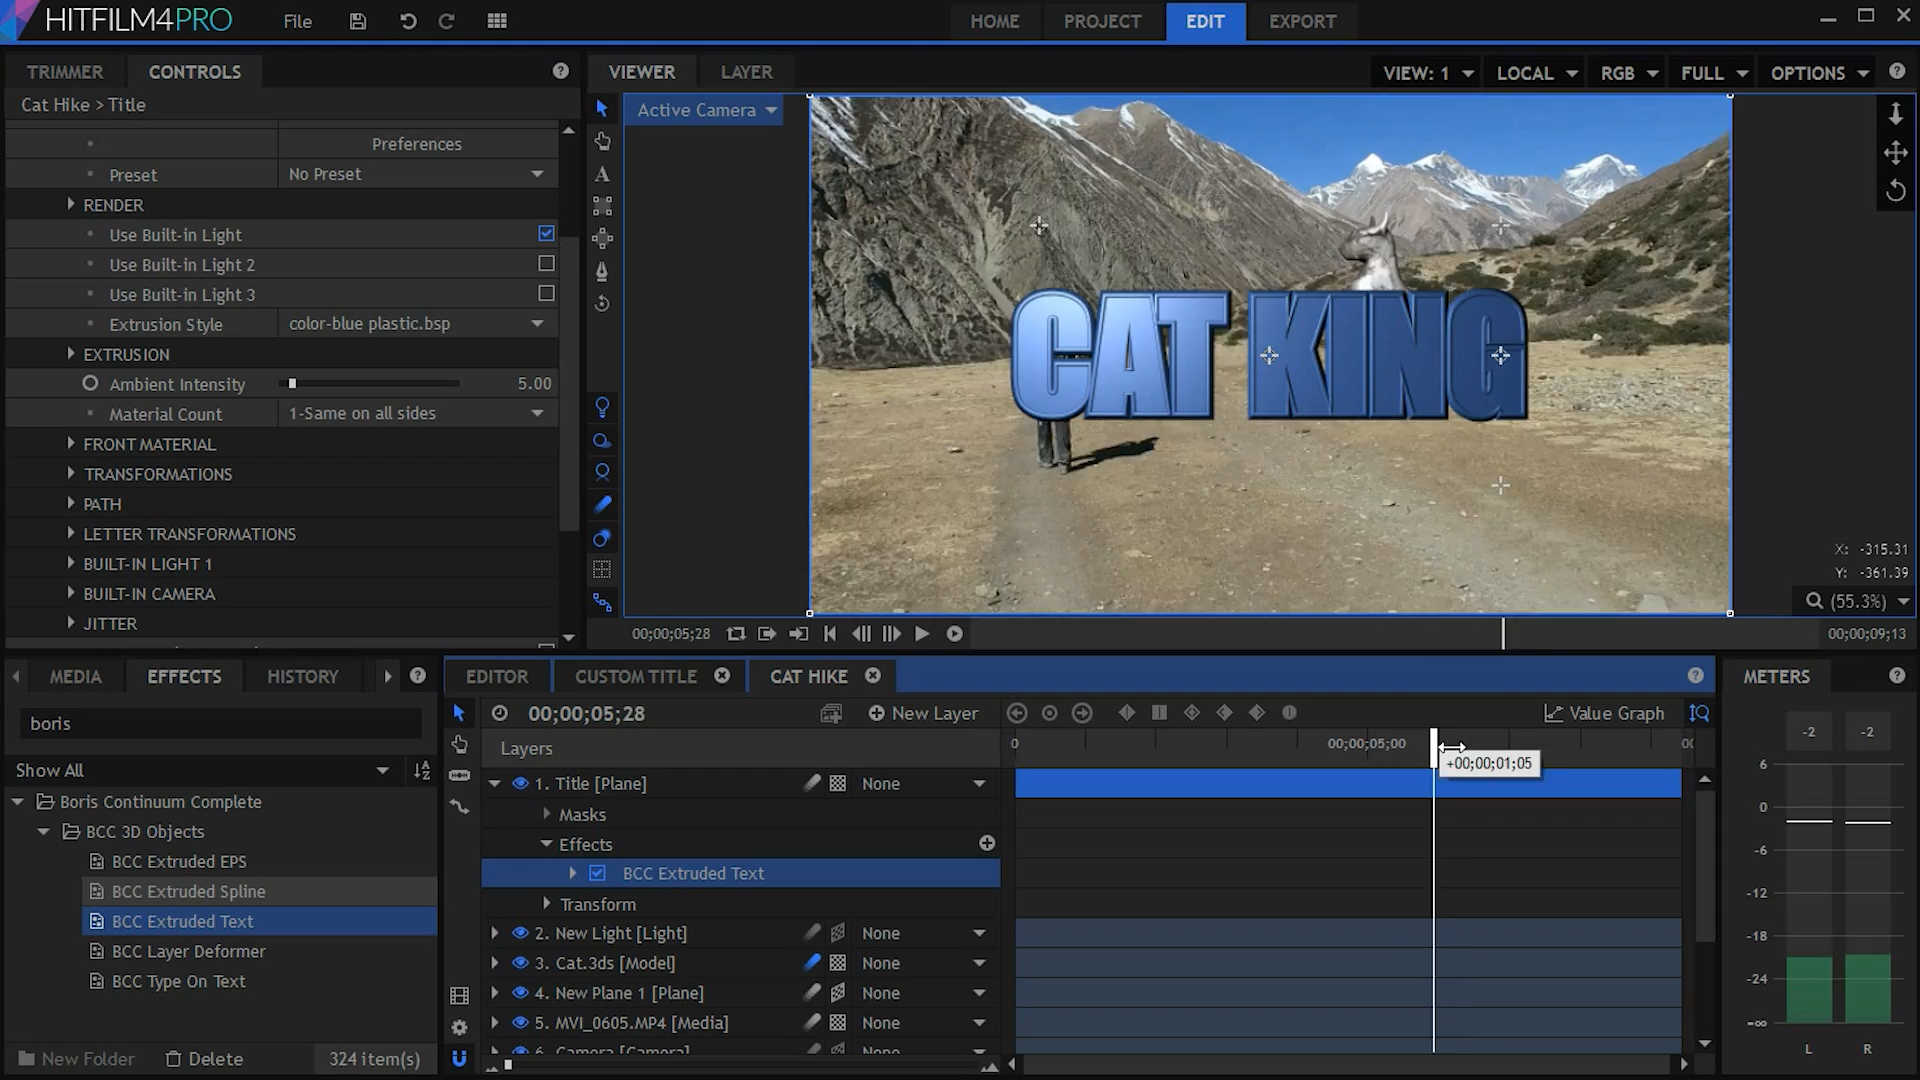 HITFILM4PRO
File
HOME
PROJECT
EDIT
EXPORT
TRIMMER
CONTROLS
Cat Hike > Title
Preferences
Preset No Preset
RENDER
Use Built-in Light
Use Built-in Light 2
Use Built-in Light 3
Extrusion Style color-blue plastic.bsp
EXTRUSION
Ambient Intensity 5.00
Material Count 1-Same on all sides
FRONT MATERIAL
TRANSFORMATIONS
PATH
LETTER TRANSFORMATIONS
BUILT-IN LIGHT 1
BUILT-IN CAMERA
JITTER
VIEWER
LAYER
VIEW: 1
LOCAL
RGB
FULL
OPTIONS
Active Camera
CAT KING
X: -315.31
Y: -361.39
(55.3%)
00;00;05;28
00;00;09;13
MEDIA
EFFECTS
HISTORY
boris
Show All
Boris Continuum Complete
BCC 3D Objects
BCC Extruded EPS
BCC Extruded Spline
BCC Extruded Text
BCC Layer Deformer
BCC Type On Text
New Folder
Delete
324 item(s)
EDITOR
CUSTOM TITLE
CAT HIKE
00;00;05;28
New Layer
Value Graph
Layers
0
00;00;05;00
+00;00;01;05
1. Title [Plane] None
Masks
Effects
BCC Extruded Text
Transform
2. New Light [Light] None
3. Cat.3ds [Model] None
4. New Plane 1 [Plane] None
5. MVI_0605.MP4 [Media] None
6. Camera [Camera] None
METERS
-2 -2
6
0
-6
-12
-18
-24
-∞
L R